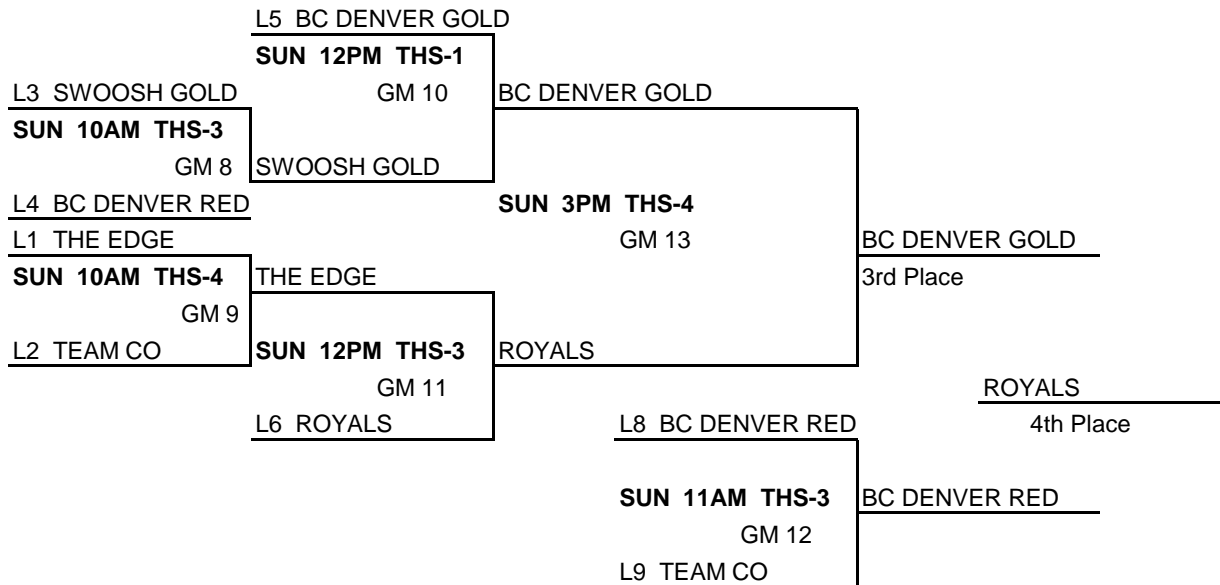 L5 BC DENVER GOLD
SUN 12PM THS-1
L3 SWOOSH GOLD
GM 10
BC DENVER GOLD
SUN 10AM THS-3
GM 8
SWOOSH GOLD
L4 BC DENVER RED
SUN 3PM THS-4
L1 THE EDGE
GM 13
BC DENVER GOLD
SUN 10AM THS-4
THE EDGE
3rd Place
GM 9
L2 TEAM CO
SUN 12PM THS-3
ROYALS
GM 11
ROYALS
L6 ROYALS
L8 BC DENVER RED
4th Place
SUN 11AM THS-3
BC DENVER RED
GM 12
L9 TEAM CO